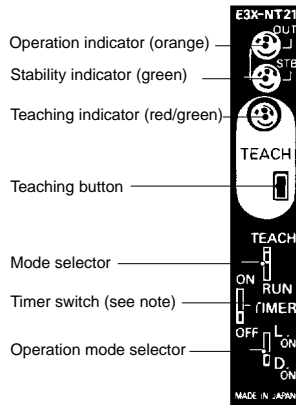 E3X-NT21
Operation indicator (orange)
OUT
Stability indicator (green)
STB
Teaching indicator (red/green)
TEACH
Teaching button
TEACH
Mode selector
ON
RUN
Timer switch (see note)
TIMER
OFF
L.
ON
Operation mode selector
D.
ON
MADE IN JAPAN